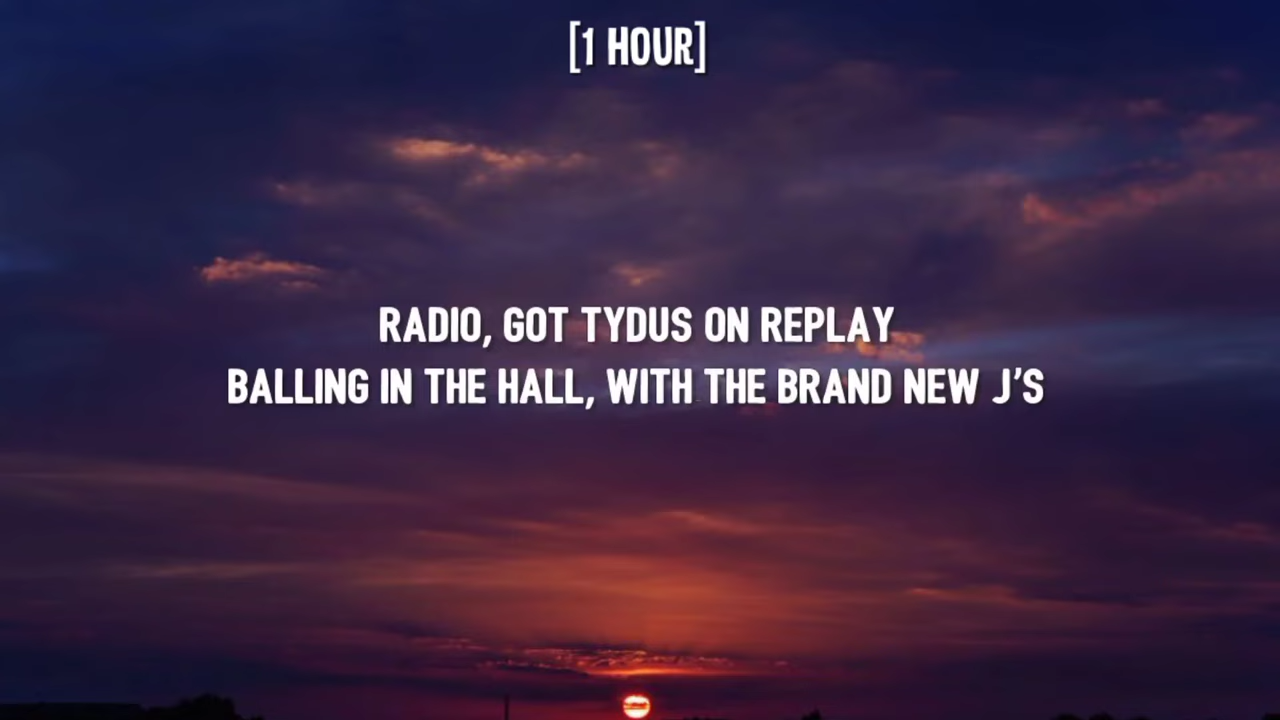 [1 HOUR]
RADIO, GOT TYDUS ON REPLAY
BALLING IN THE HALL, WITH THE BRAND NEW J'S